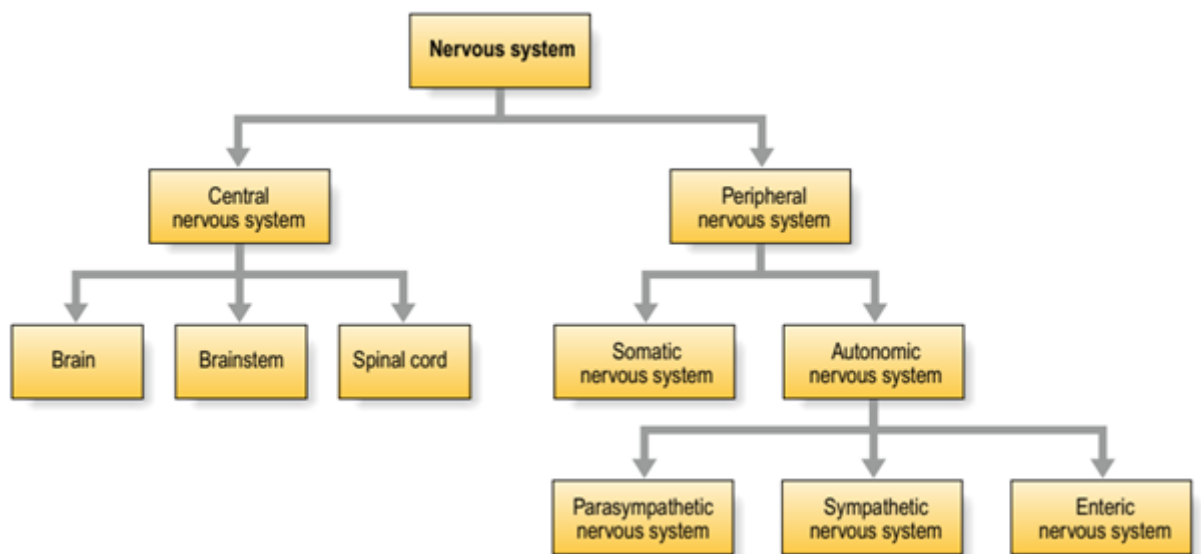 Nervous system
Central
nervous system
Peripheral
nervous system
Brain
Brainstem
Spinal cord
Somatic
nervous system
Autonomic
nervous system
Parasympathetic
nervous system
Sympathetic
nervous system
Enteric
nervous system